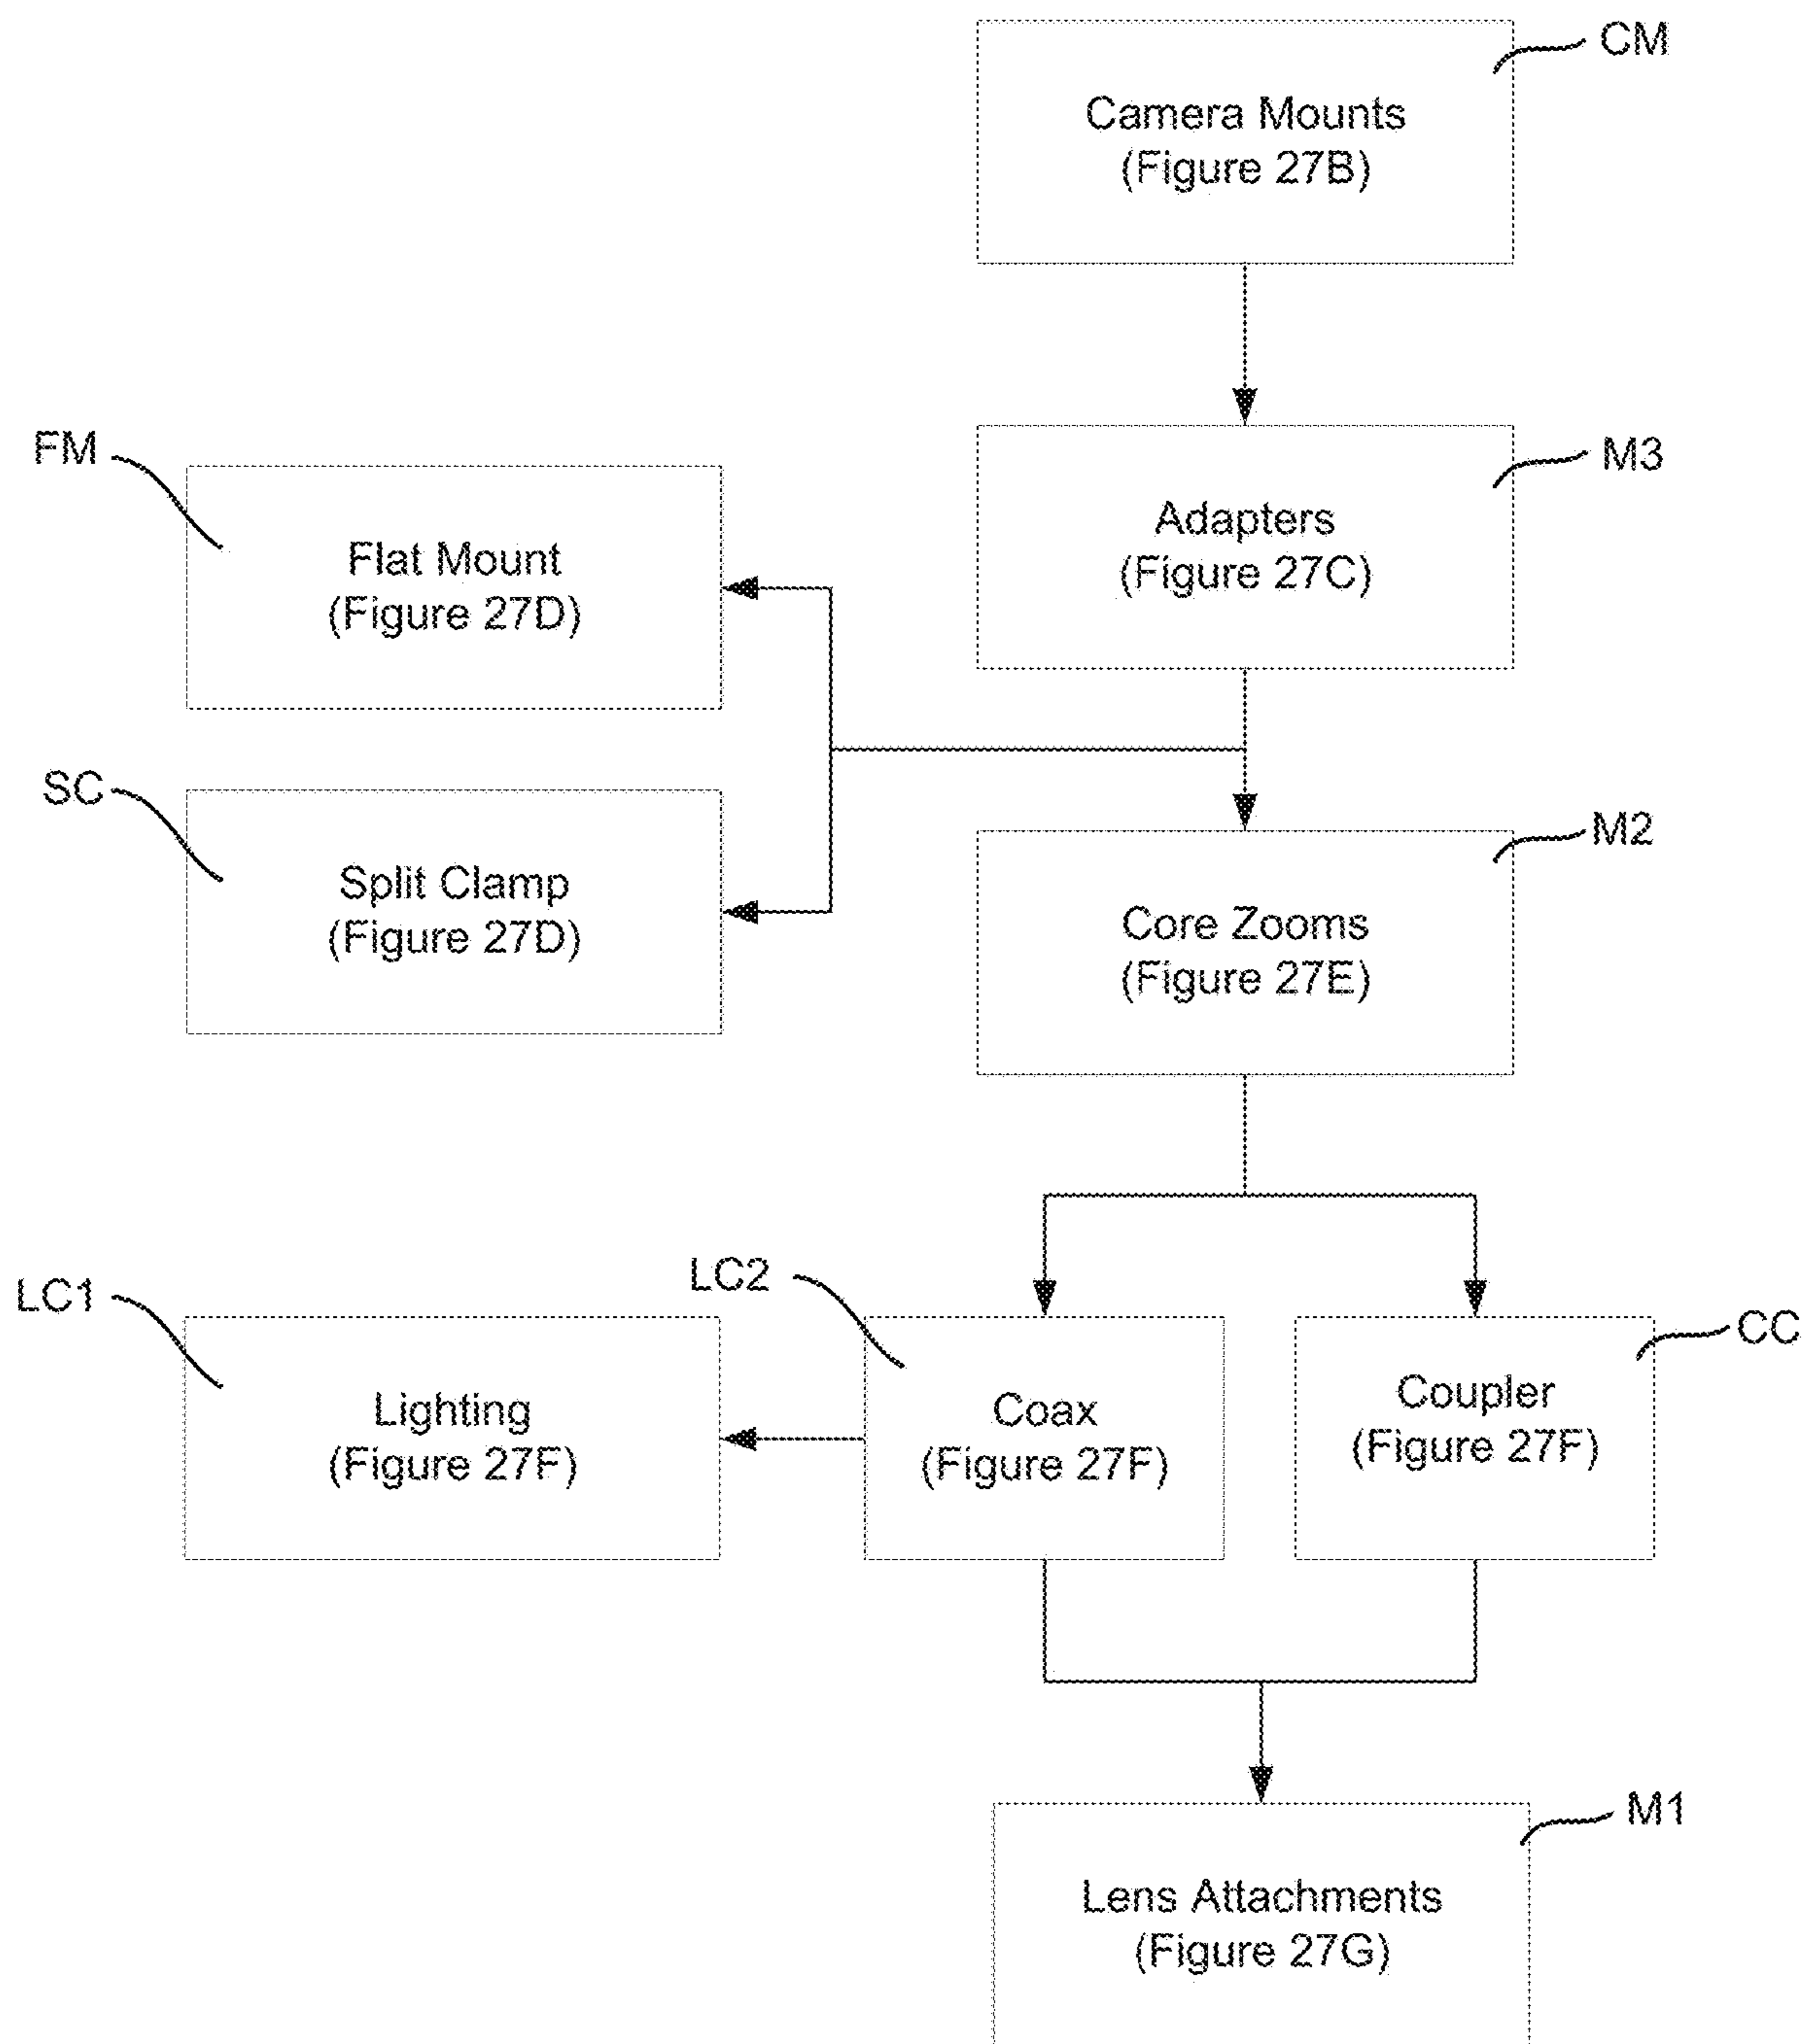 CM
Camera Mounts
(Figure 27B)
FM
M3
Adapters
(Figure 27C)
Flat Mount
(Figure 27D)
SC
M2
Split Clamp
(Figure 27D)
Core Zooms
(Figure 27E)
LC1
LC2
CC
Lighting
(Figure 27F)
Coax
(Figure 27F)
Coupler
(Figure 27F)
M1
Lens Attachments
(Figure 27G)